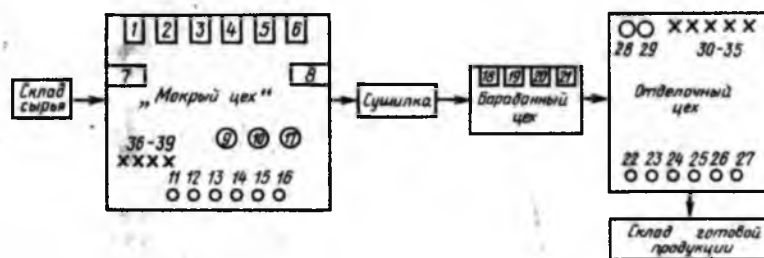 Склад
сырья
1 2 3 4 5 6
7 8
„Мокрый цех"
36-39
х х х х
9 10 17
11 12 13 14 15 16
Сушилка
18 19 20 21
Барабанный
цех
х х х х х
28 29 30-35
Отделочный
цех
22 23 24 25 26 27
Склад готовой
продукции